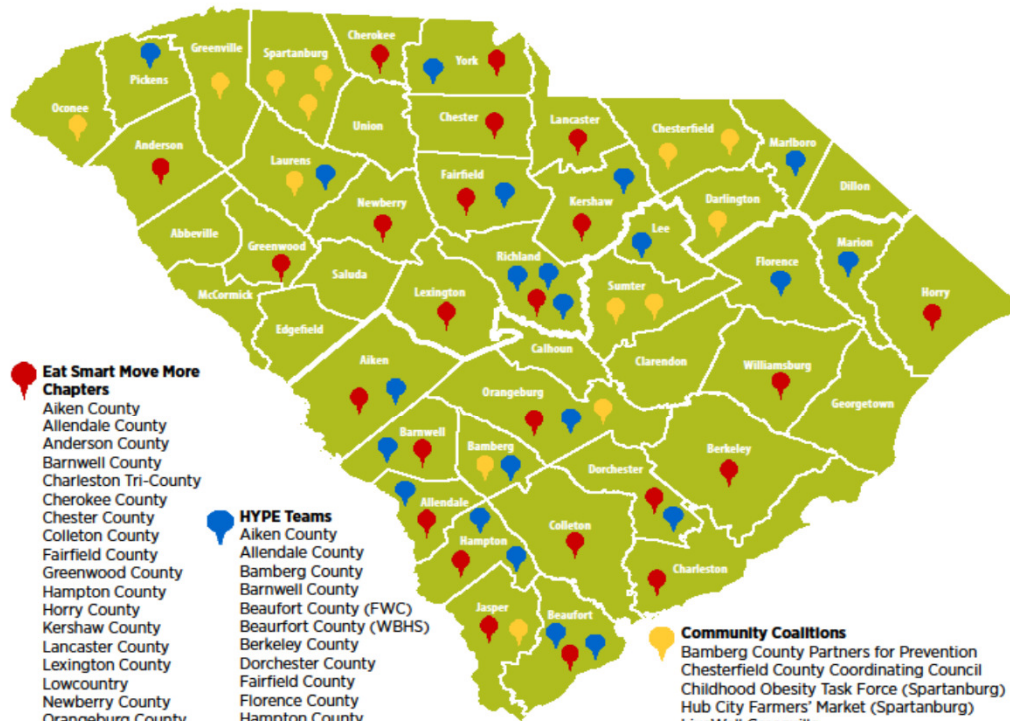 Cherokee
Greenville
Spartanburg
York
Pickens
Oconee
Union
Chester
Lancaster
Chesterfield
Marlboro
Anderson
Laurens
Fairfield
Kershaw
Darlington
Dillon
Newberry
Lee
Abbeville
Greenwood
Richland
Florence
Marion
Saluda
McCormick
Lexington
Sumter
Horry
Edgefield
Calhoun
Clarendon
Aiken
Williamsburg
Orangeburg
Georgetown
Barnwell
Bamberg
Berkeley
Dorchester
Allendale
Colleton
Hampton
Charleston
Jasper
Beaufort
Eat Smart Move More
Chapters
Aiken County
Allendale County
Anderson County
Barnwell County
Charleston Tri-County
Cherokee County
Chester County
Colleton County
Fairfield County
Greenwood County
Hampton County
Horry County
Kershaw County
Lancaster County
Lexington County
Lowcountry
Newberry County
Orangeburg County
HYPE Teams
Aiken County
Allendale County
Bamberg County
Barnwell County
Beaufort County (FWC)
Beaurfort County (WBHS)
Berkeley County
Dorchester County
Fairfield County
Florence County
Hampton County
Community Coalitions
Bamberg County Partners for Prevention
Chesterfield County Coordinating Council
Childhood Obesity Task Force (Spartanburg)
Hub City Farmers' Market (Spartanburg)